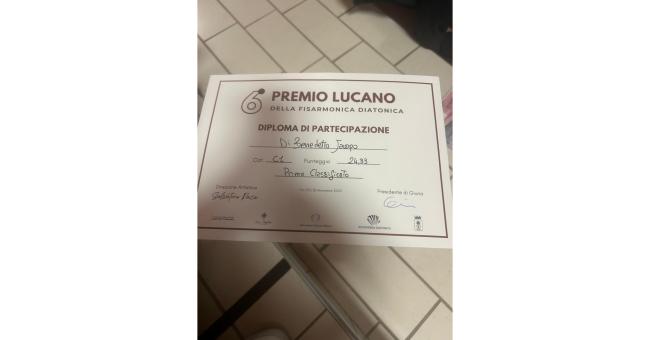 6°
PREMIO LUCANO
DELLA FISARMONICA DIATONICA
DIPLOMA DI PARTECIPAZIONE
Di Benedetto Jacopo
Cat. C1 Punteggio 24,33
Primo Classificato
Direzione Artistica
Presidente di Giuria